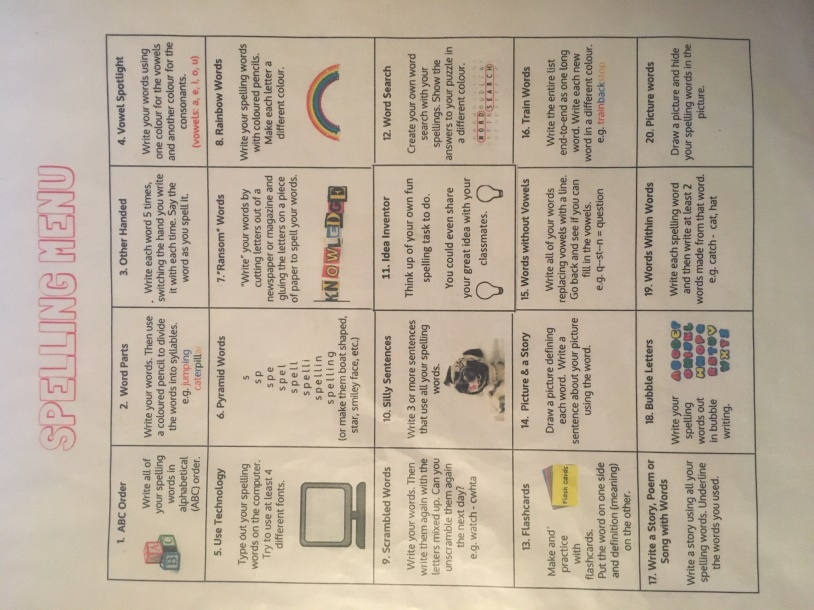 SPELLING MENU
1. ABC Order
Write all of
your spelling
words in
alphabetical
(ABC) order.
2. Word Parts
Write your words. Then use
a coloured pencil to divide
the words into syllables.
e.g. jumping
caterpillar
3. Other Handed
Write each word 5 times,
switching the hand you write
it with each time. Say the
word as you spell it.
4. Vowel Spotlight
Write your words using
one colour for the vowels
and another colour for the
consonants.
(vowels: a, e, i, o, u)
5. Use Technology
Type out your spelling
words on the computer.
Try to use at least 4
different fonts.
6. Pyramid Words
s
s p
s p e
s p e l
s p e l l
s p e l l i
s p e l l i n
s p e l l i n g
(or make them boat shaped,
star, smiley face, etc.)
7. "Ransom" Words
"Write" your words by
cutting letters out of a
newspaper or magazine and
gluing the letters on a piece
of paper to spell your words.
KNOWLEDGE
8. Rainbow Words
Write your spelling words
with coloured pencils.
Make each letter a
different colour.
9. Scrambled Words
Write your words. Then
write them again with the
letters mixed up. Can you
unscramble them again
the next day?
e.g. watch - cwhta
10. Silly Sentences
Write 3 or more sentences
that use all your spelling
words.
11. Idea Inventor
Think up of your own fun
spelling task to do.
You could even share
your great idea with your
classmates.
12. Word Search
Create your own word
search with your
spellings. Show the
answers to your puzzle in
a different colour.
WORD
SEARCH
13. Flashcards
Make and
practice
with
flashcards.
Flash cards
Put the word on one side
and definition (meaning)
on the other.
14. Picture & a Story
Draw a picture defining
each word. Write a
sentence about your picture
using the word.
15. Words without Vowels
Write all of your words
replacing vowels with a line.
Go back and see if you can
fill in the vowels.
e.g. q--st-n = question
16. Train Words
Write the entire list
end-to-end as one long
word. Write each new
word in a different colour.
e.g. trainbackstop
17. Write a Story, Poem or
Song with Words
Write a story using all your
spelling words. Underline
the words you used.
18. Bubble Letters
Write your
spelling
words out
in bubble
writing.
19. Words Within Words
Write each spelling word
and then write at least 2
words made from that word.
e.g. catch - cat, hat
20. Picture words
Draw a picture and hide
your spelling words in the
picture.